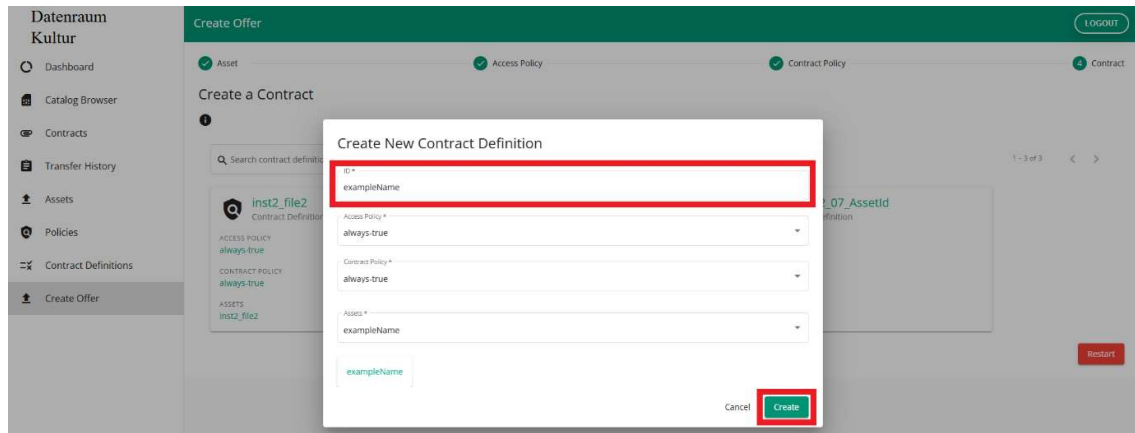 Datenraum
Kultur
Create Offer
LOGOUT
Dashboard
Catalog Browser
Contracts
Transfer History
Assets
Policies
Contract Definitions
Create Offer
Asset
Access Policy
Contract Policy
4 Contract
Create a Contract
Search contract definitio
1 – 3 of 3
inst2_file2
Contract Definition
ACCESS POLICY
always-true
CONTRACT POLICY
always-true
ASSETS
inst2_file2
2_07_AssetId
efinition
Create New Contract Definition
ID *
exampleName
Access Policy *
always-true
Contract Policy *
always-true
Assets *
exampleName
exampleName
Cancel
Create
Restart